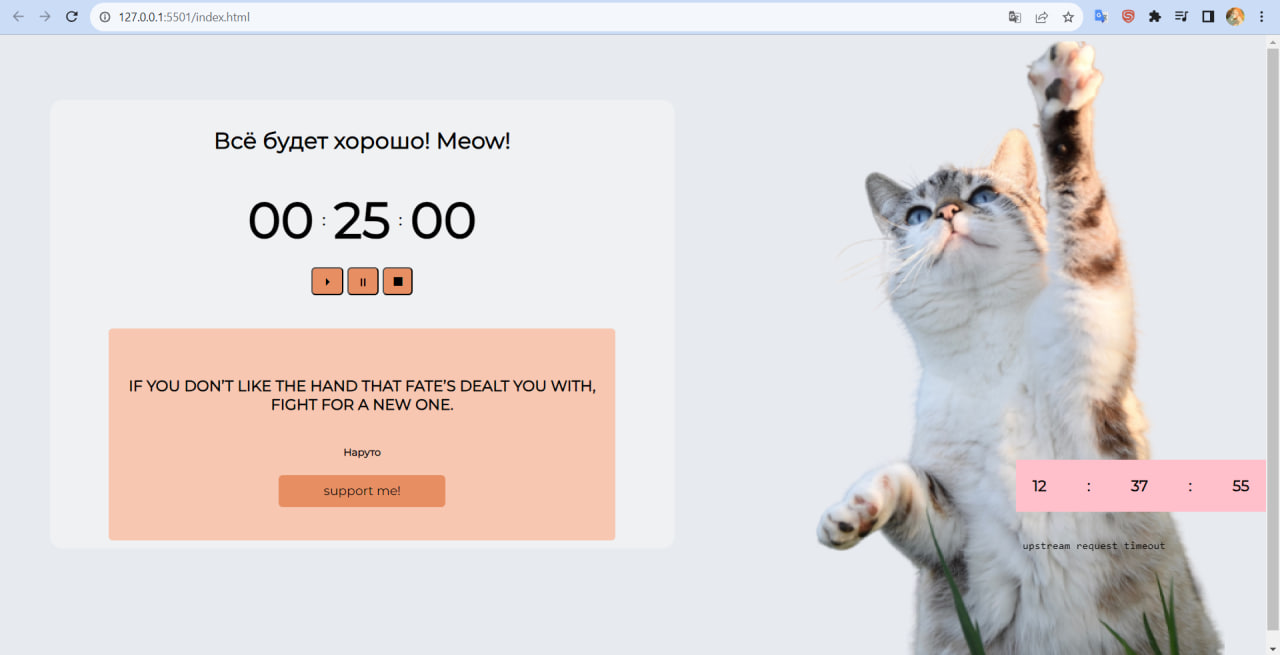 127.0.0.1:5501/index.html
Всё будет хорошо! Meow!
00 : 25 : 00
IF YOU DON’T LIKE THE HAND THAT FATE’S DEALT YOU WITH,
FIGHT FOR A NEW ONE.
Наруто
support me!
12 : 37 : 55
upstream request timeout